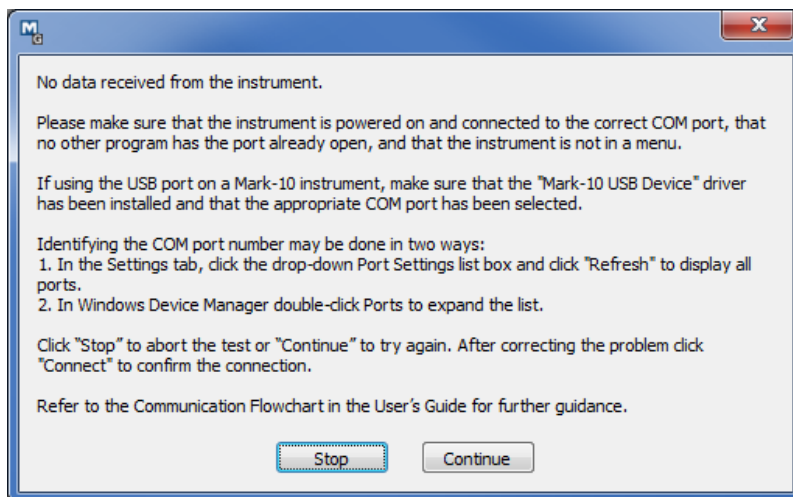 M
G
X
No data received from the instrument.
Please make sure that the instrument is powered on and connected to the correct COM port, that
no other program has the port already open, and that the instrument is not in a menu.
If using the USB port on a Mark-10 instrument, make sure that the "Mark-10 USB Device" driver
has been installed and that the appropriate COM port has been selected.
Identifying the COM port number may be done in two ways:
1. In the Settings tab, click the drop-down Port Settings list box and click "Refresh" to display all
ports.
2. In Windows Device Manager double-click Ports to expand the list.
Click “Stop” to abort the test or “Continue” to try again. After correcting the problem click
"Connect" to confirm the connection.
Refer to the Communication Flowchart in the User’s Guide for further guidance.
Stop Continue